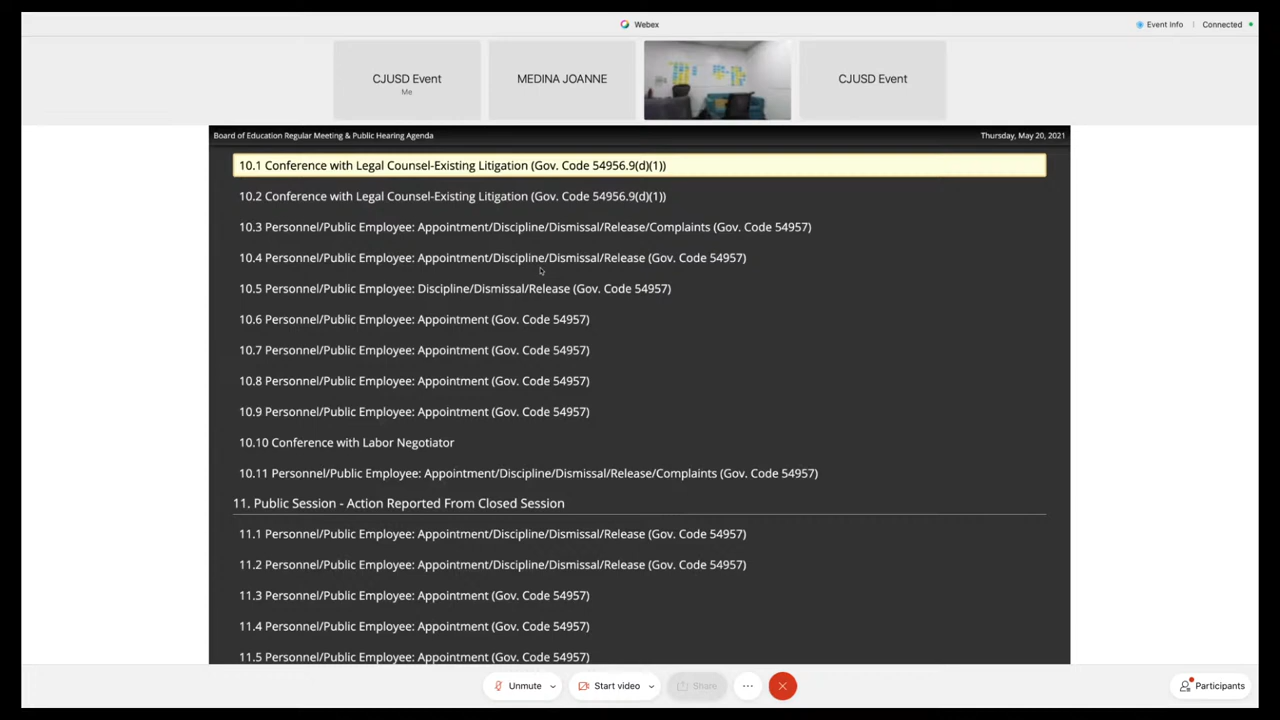 Webex
Event Info
Connected
CJUSD Event
Me
MEDINA JOANNE
CJUSD Event
Board of Education Regular Meeting & Public Hearing Agenda
Thursday, May 20, 2021
10.1 Conference with Legal Counsel-Existing Litigation (Gov. Code 54956.9(d)(1))
10.2 Conference with Legal Counsel-Existing Litigation (Gov. Code 54956.9(d)(1))
10.3 Personnel/Public Employee: Appointment/Discipline/Dismissal/Release/Complaints (Gov. Code 54957)
10.4 Personnel/Public Employee: Appointment/Discipline/Dismissal/Release (Gov. Code 54957)
10.5 Personnel/Public Employee: Discipline/Dismissal/Release (Gov. Code 54957)
10.6 Personnel/Public Employee: Appointment (Gov. Code 54957)
10.7 Personnel/Public Employee: Appointment (Gov. Code 54957)
10.8 Personnel/Public Employee: Appointment (Gov. Code 54957)
10.9 Personnel/Public Employee: Appointment (Gov. Code 54957)
10.10 Conference with Labor Negotiator
10.11 Personnel/Public Employee: Appointment/Discipline/Dismissal/Release/Complaints (Gov. Code 54957)
11. Public Session - Action Reported From Closed Session
11.1 Personnel/Public Employee: Appointment/Discipline/Dismissal/Release (Gov. Code 54957)
11.2 Personnel/Public Employee: Appointment/Discipline/Dismissal/Release (Gov. Code 54957)
11.3 Personnel/Public Employee: Appointment (Gov. Code 54957)
11.4 Personnel/Public Employee: Appointment (Gov. Code 54957)
11.5 Personnel/Public Employee: Appointment (Gov. Code 54957)
Unmute
Start video
Share
Participants